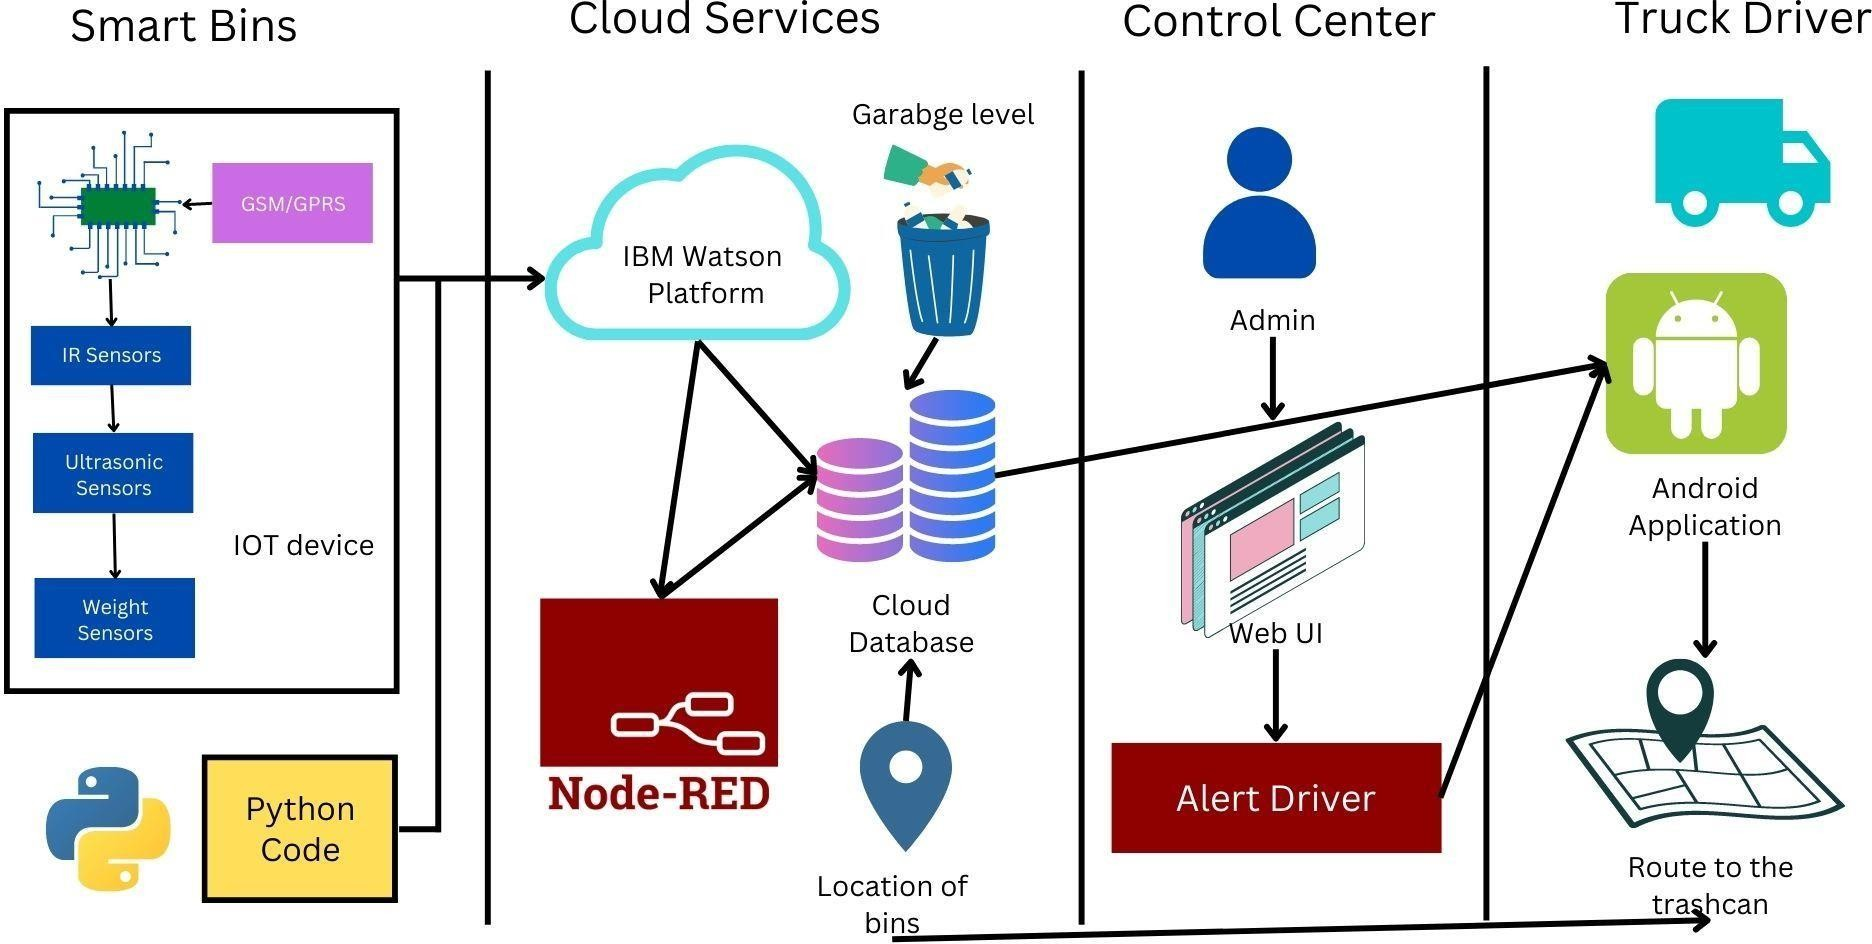 Smart Bins
Cloud Services
Control Center
Truck Driver
GSM/GPRS
IR Sensors
Ultrasonic
Sensors
Weight
Sensors
IOT device
Python
Code
Garabge level
IBM Watson
Platform
Cloud
Database
Node-RED
Location of
bins
Admin
Web UI
Alert Driver
Android
Application
Route to the
trashcan